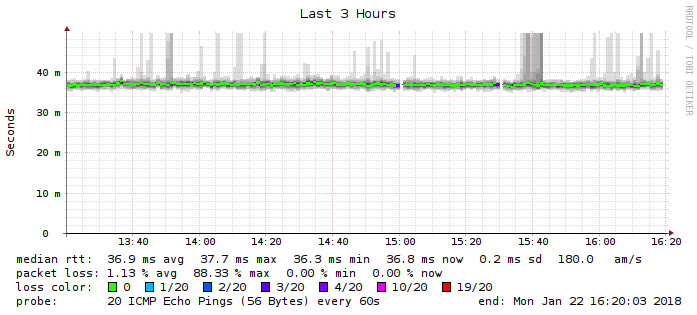 Last 3 Hours
RRDTOOL / TOBI OETIKER
Seconds
40 m
30 m
20 m
10 m
0
13:40 14:00 14:20 14:40 15:00 15:20 15:40 16:00 16:20
median rtt: 36.9 ms avg 37.7 ms max 36.3 ms min 36.8 ms now 0.2 ms sd 180.0 am/s
packet loss: 1.13 % avg 88.33 % max 0.00 % min 0.00 % now
loss color: 0 1/20 2/20 3/20 4/20 10/20 19/20
probe: 20 ICMP Echo Pings (56 Bytes) every 60s end: Mon Jan 22 16:20:03 2018